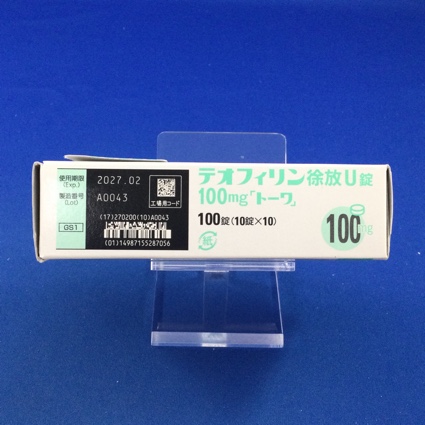 使用期限
(Exp.)
2027.02
製造番号
(Lot)
A0043
工場用コード
GS1
(17)270200(10)A0043
(01)14987155287056
テオフィリン徐放U錠
100mg「トーワ」
100錠(10錠×10)
紙
100